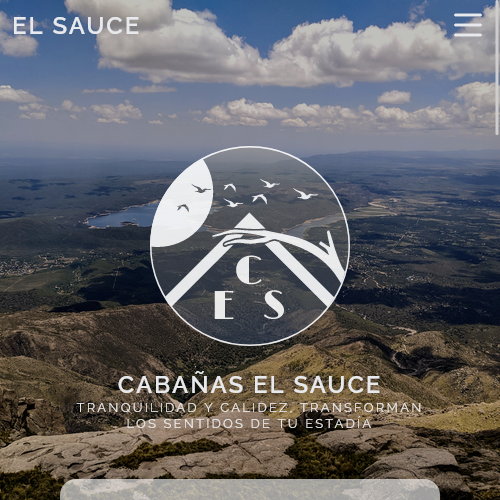 EL SAUCE
C
E S
CABAÑAS EL SAUCE
TRANQUILIDAD Y CALIDEZ, TRANSFORMAN
LOS SENTIDOS DE TU ESTADÍA